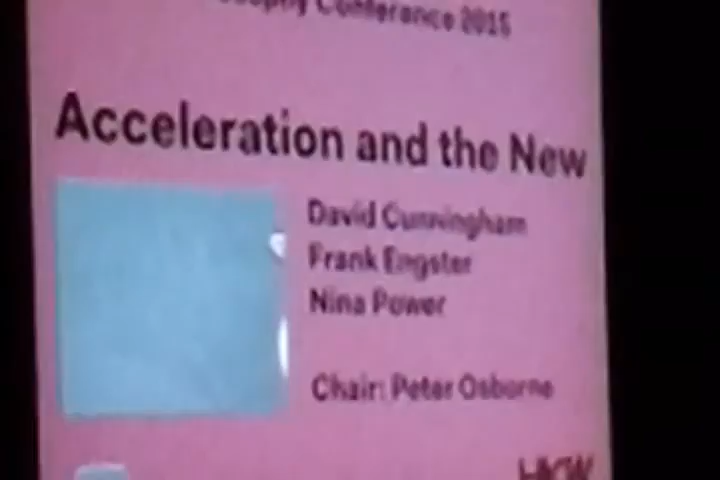 Conference 2015
Acceleration and the New
David Cunningham
Frank Engster
Nina Power
Chair: Peter Osborne
HKW